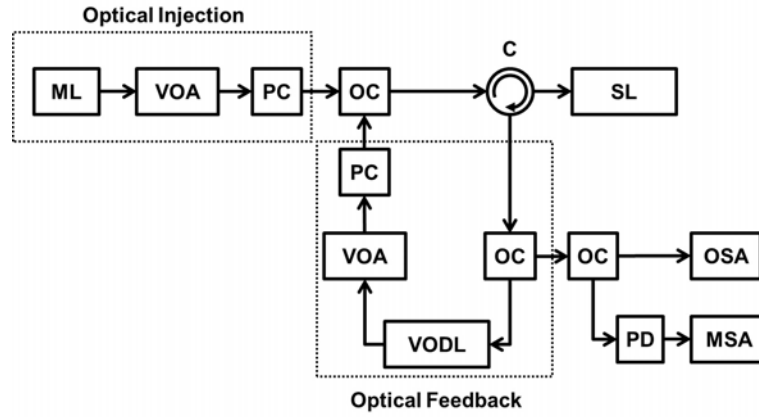 Optical Injection
C
ML
VOA
PC
OC
SL
PC
VOA
OC
OC
OSA
VODL
PD
MSA
Optical Feedback